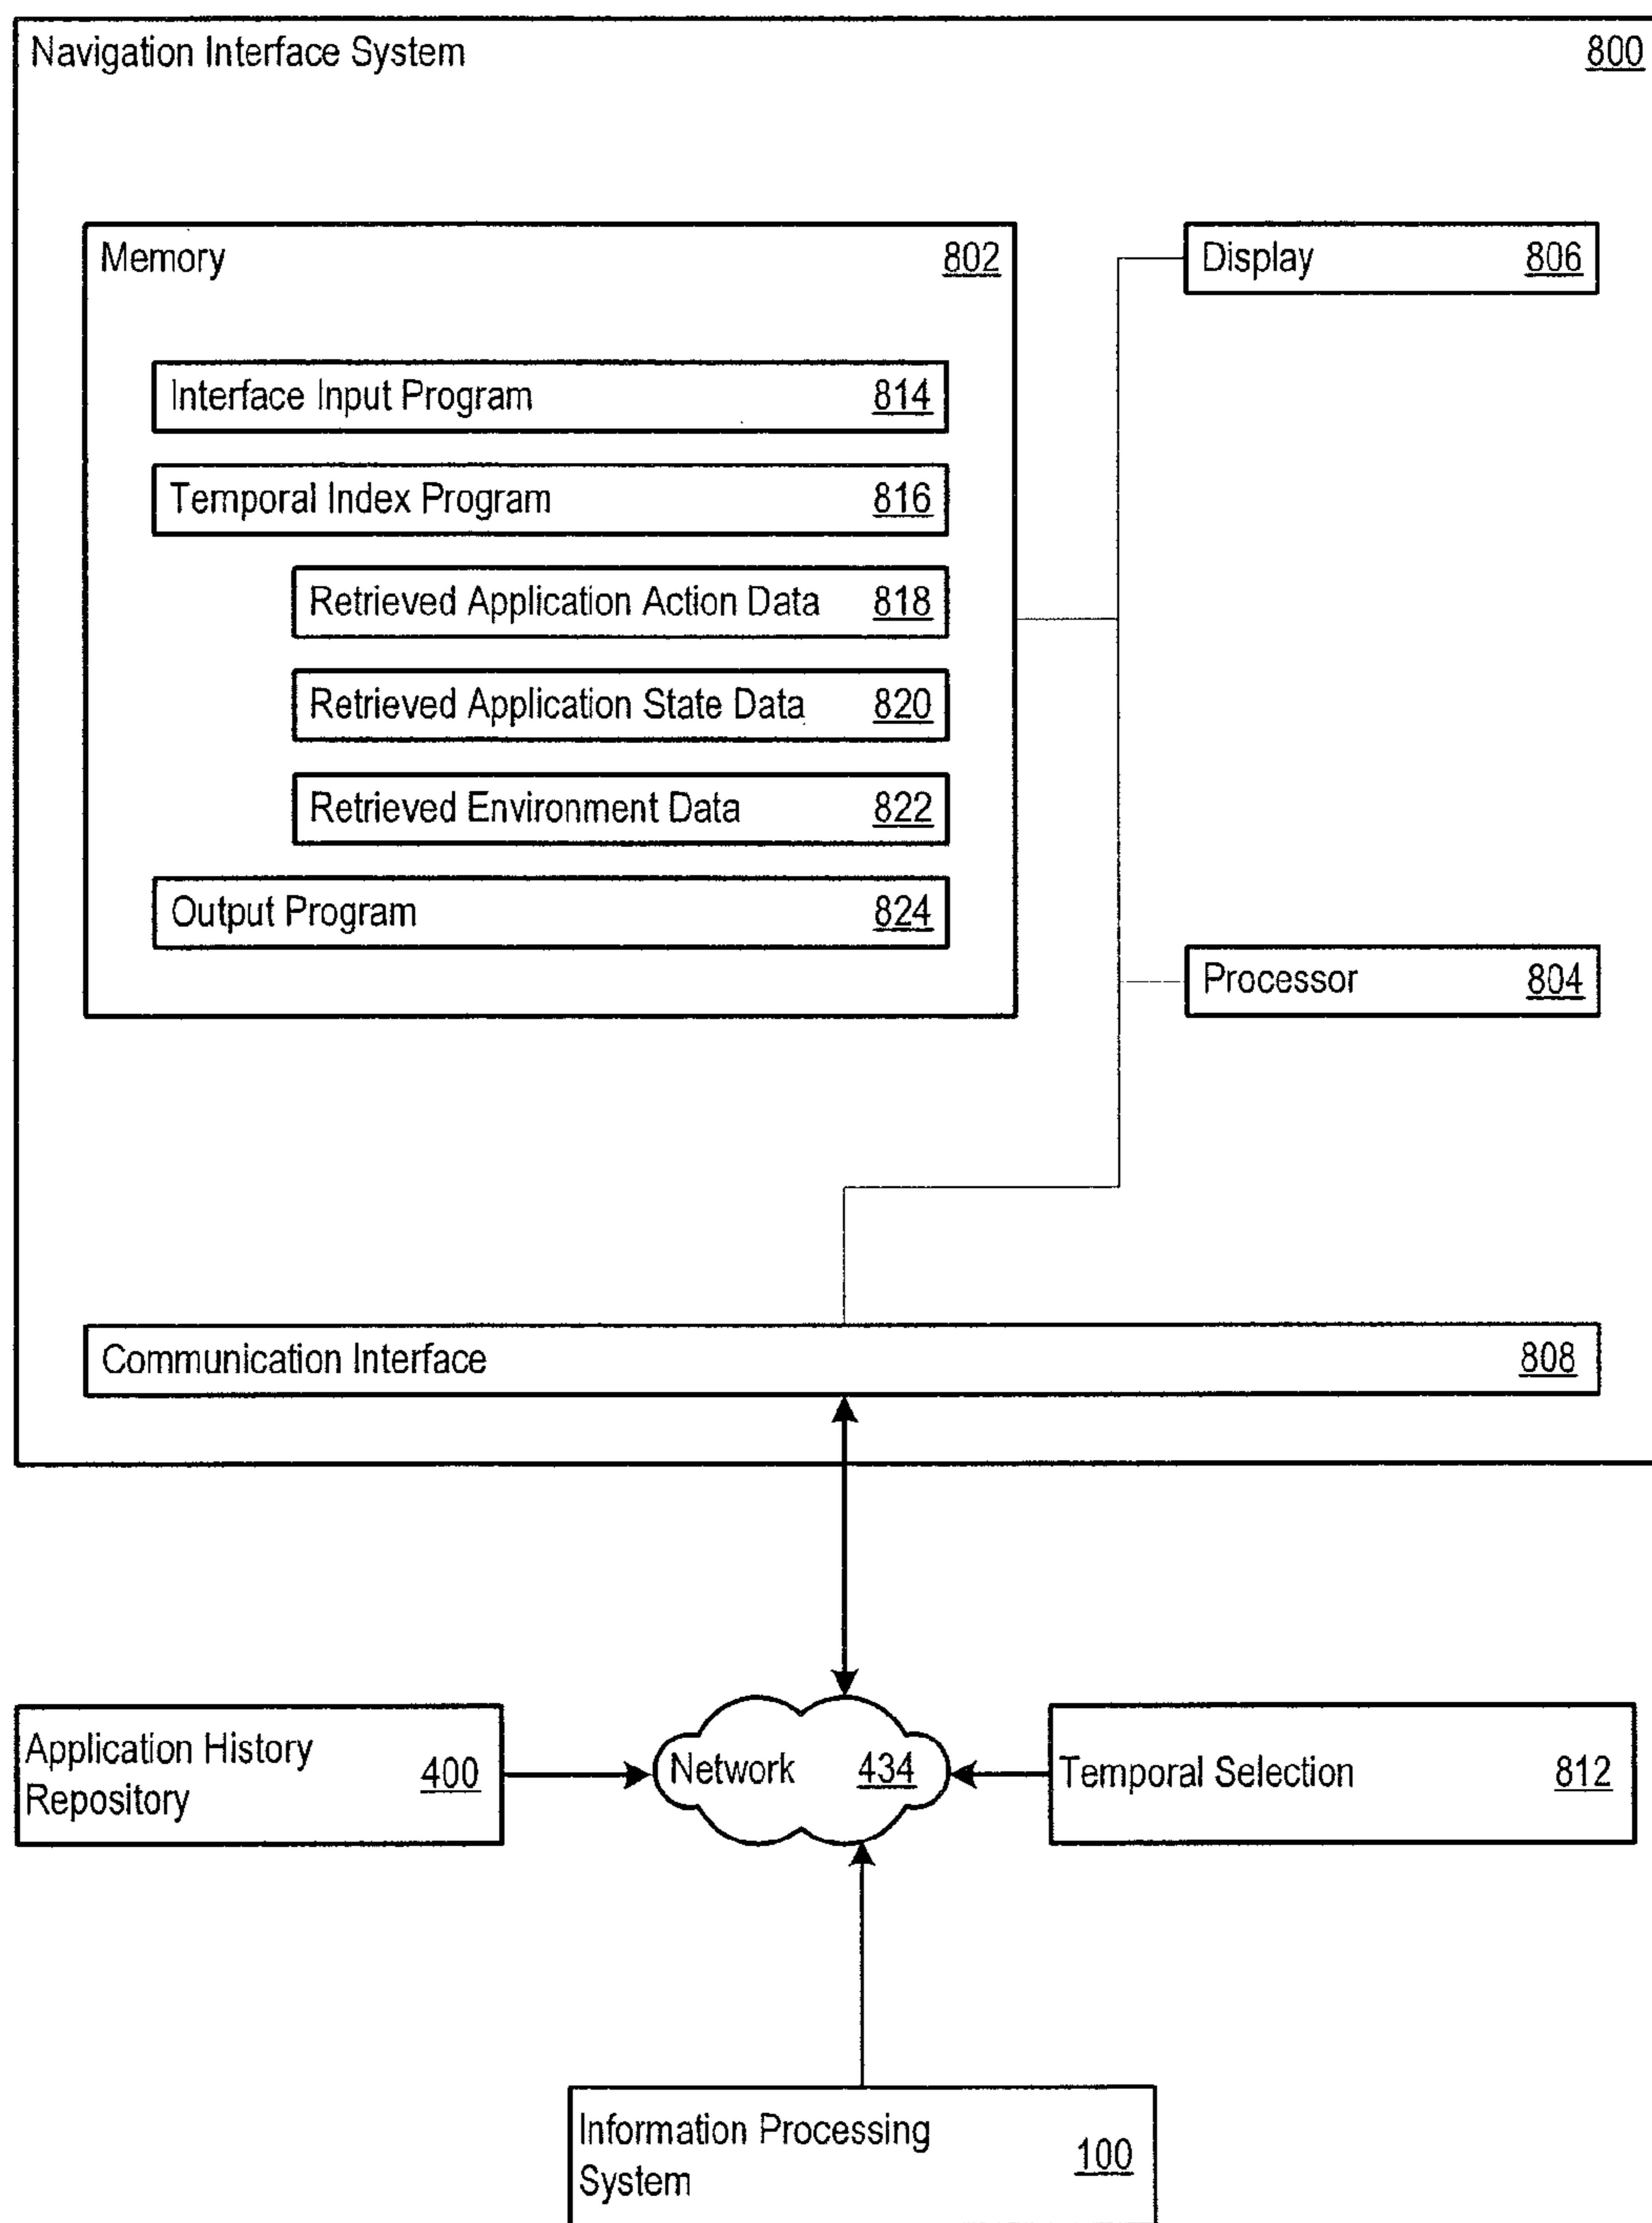 Navigation Interface System 800
Memory 802
Display 806
Interface Input Program 814
Temporal Index Program 816
Retrieved Application Action Data 818
Retrieved Application State Data 820
Retrieved Environment Data 822
Output Program 824
Processor 804
Communication Interface 808
Application History
Repository 400
Network 434
Temporal Selection 812
Information Processing
System 100